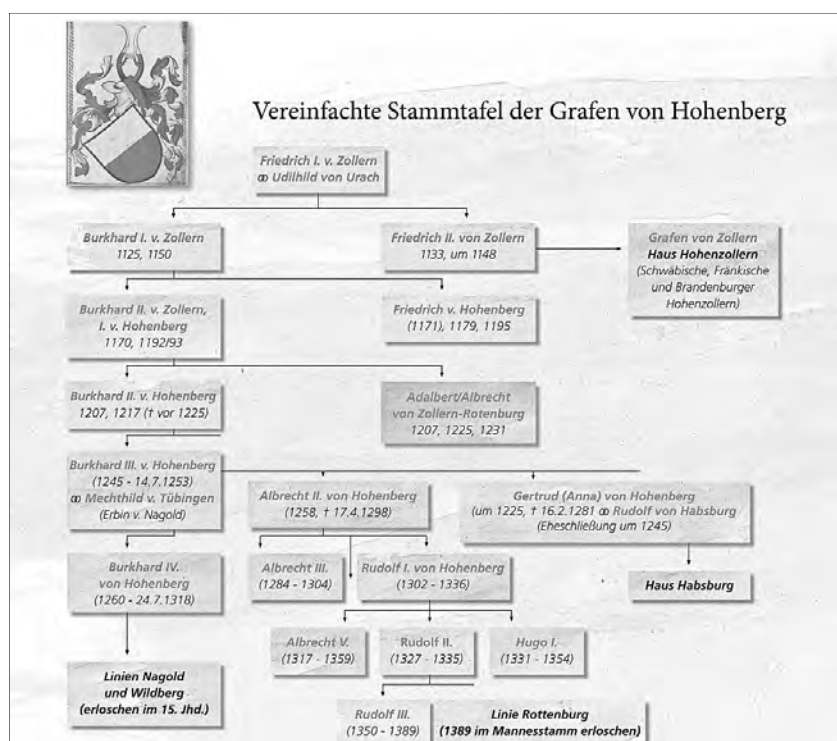 Vereinfachte Stammtafel der Grafen von Hohenberg
Friedrich I. v. Zollern
⚭ Udilhild von Urach
Burkhard I. v. Zollern
1125, 1150
Friedrich II. von Zollern
1133, um 1148
Grafen von Zollern
Haus Hohenzollern
(Schwäbische, Fränkische
und Brandenburger
Hohenzollern)
Burkhard II. v. Zollern,
I. v. Hohenberg
1170, 1192/93
Friedrich v. Hohenberg
(1171), 1179, 1195
Burkhard II. v. Hohenberg
1207, 1217 († vor 1225)
Adalbert/Albrecht
von Zollern-Rotenburg
1207, 1225, 1231
Burkhard III. v. Hohenberg
(1245 - 14.7.1253)
⚭ Mechthild v. Tübingen
(Erbin v. Nagold)
Albrecht II. von Hohenberg
(1258, † 17.4.1298)
Gertrud (Anna) von Hohenberg
(um 1225, † 16.2.1281 ⚭ Rudolf von Habsburg
(Eheschließung um 1245)
Burkhard IV.
von Hohenberg
(1260 - 24.7.1318)
Albrecht III.
(1284 - 1304)
Rudolf I. von Hohenberg
(1302 - 1336)
Haus Habsburg
Albrecht V.
(1317 - 1359)
Rudolf II.
(1327 - 1335)
Hugo I.
(1331 - 1354)
Linien Nagold
und Wildberg
(erloschen im 15. Jhd.)
Rudolf III.
(1350 - 1389)
Linie Rottenburg
(1389 im Mannesstamm erloschen)